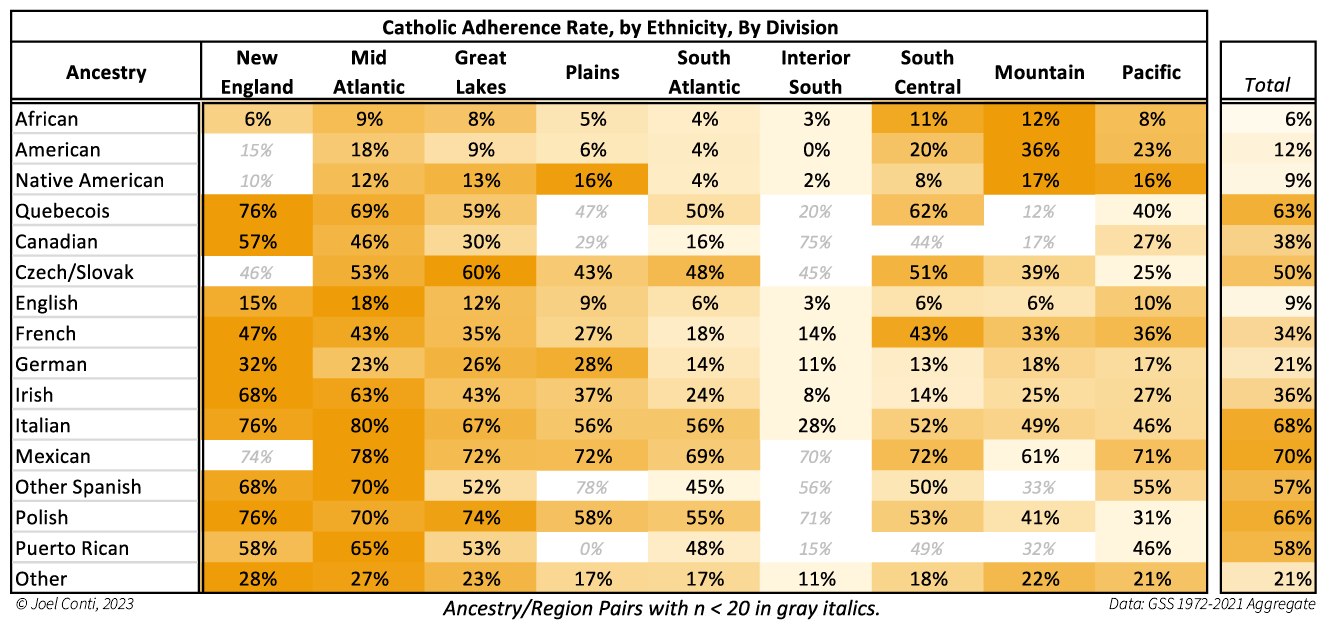 Catholic Adherence Rate, by Ethnicity, By Division
Ancestry New England Mid Atlantic Great Lakes Plains South Atlantic Interior South South Central Mountain Pacific Total
African 6% 9% 8% 5% 4% 3% 11% 12% 8% 6%
American 15% 18% 9% 6% 4% 0% 20% 36% 23% 12%
Native American 10% 12% 13% 16% 4% 2% 8% 17% 16% 9%
Quebecois 76% 69% 59% 47% 50% 20% 62% 12% 40% 63%
Canadian 57% 46% 30% 29% 16% 75% 44% 17% 27% 38%
Czech/Slovak 46% 53% 60% 43% 48% 45% 51% 39% 25% 50%
English 15% 18% 12% 9% 6% 3% 6% 6% 10% 9%
French 47% 43% 35% 27% 18% 14% 43% 33% 36% 34%
German 32% 23% 26% 28% 14% 11% 13% 18% 17% 21%
Irish 68% 63% 43% 37% 24% 8% 14% 25% 27% 36%
Italian 76% 80% 67% 56% 56% 28% 52% 49% 46% 68%
Mexican 74% 78% 72% 72% 69% 70% 72% 61% 71% 70%
Other Spanish 68% 70% 52% 78% 45% 56% 50% 33% 55% 57%
Polish 76% 70% 74% 58% 55% 71% 53% 41% 31% 66%
Puerto Rican 58% 65% 53% 0% 48% 15% 49% 32% 46% 58%
Other 28% 27% 23% 17% 17% 11% 18% 22% 21% 21%
© Joel Conti, 2023
Ancestry/Region Pairs with n < 20 in gray italics.
Data: GSS 1972-2021 Aggregate